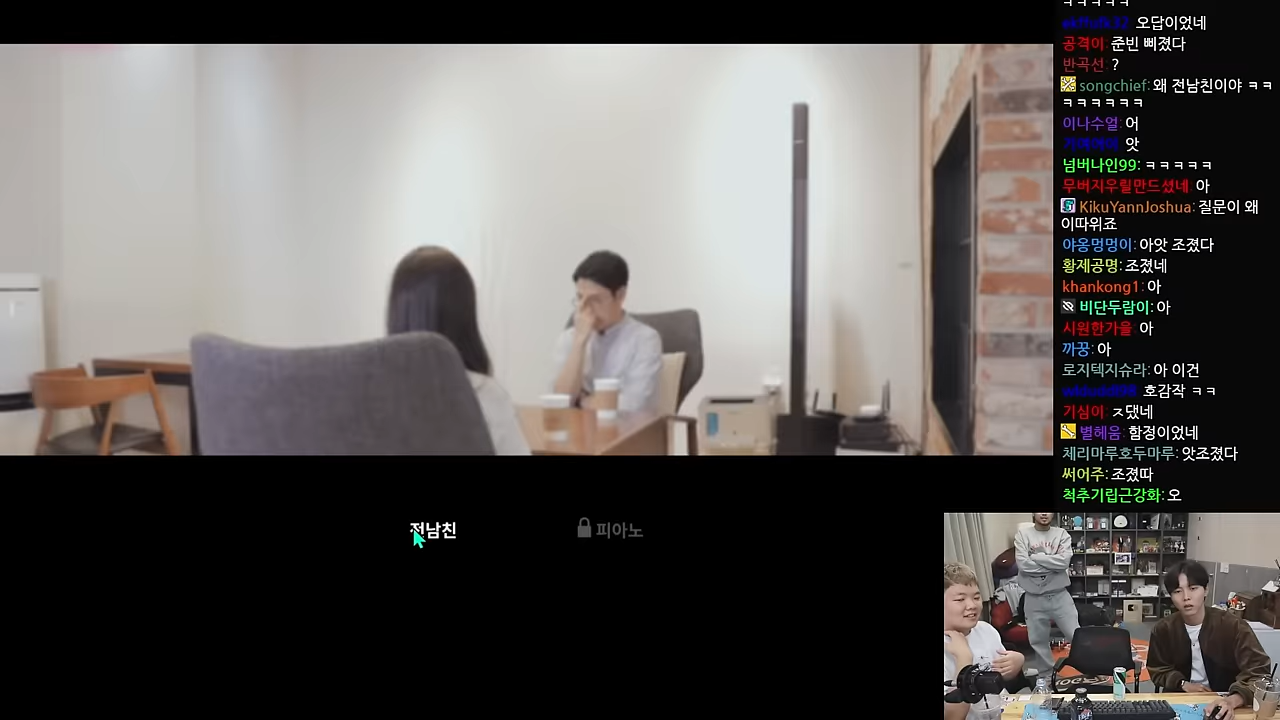 ㅋㅋㅋㅋㅋ
오답이었네
공격이: 준빈 삐졌다
반곡선: ?
songchief: 왜 전남친이야 ㅋㅋ
ㅋㅋㅋㅋㅋㅋ
이나수얼: 어
앗
넘버나인99: ㅋㅋㅋㅋㅋ
무버지우릴만드셨네: 아
KikuYannJoshua: 질문이 왜
이따위죠
야옹멍멍이: 아앗 조졌다
황제공명: 조졌네
khankong1: 아
비단두람이: 아
시원한가을: 아
까꿍: 아
로지텍지슈라: 아 이건
호감작 ㅋㅋ
기심이: ㅈ댔네
별헤움: 함정이었네
체리마루호두마루: 앗조졌다
써어주: 조졌따
척추기립근강화: 오
전남친
피아노